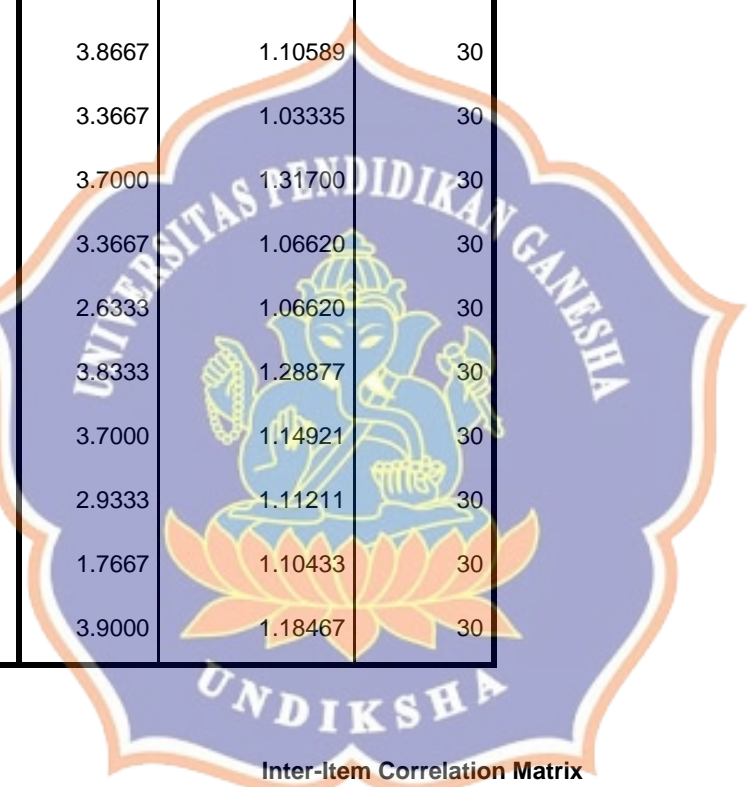 3.8667 1.10589 30
3.3667 1.03335 30
3.7000 1.31700 30
3.3667 1.06620 30
2.6333 1.06620 30
3.8333 1.28877 30
3.7000 1.14921 30
2.9333 1.11211 30
1.7667 1.10433 30
3.9000 1.18467 30
UNIVERSITAS PENDIDIKAN GANESHA
UNDIKSHA
Inter-Item Correlation Matrix